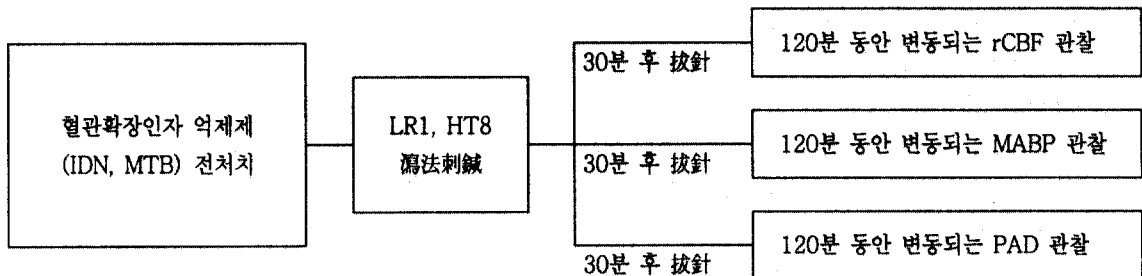 혈관확장인자 억제제
(IDN, MTB) 전처치
LR1, HT8
瀉法刺鍼
30분 후 拔針
120분 동안 변동되는 rCBF 관찰
30분 후 拔針
120분 동안 변동되는 MABP 관찰
30분 후 拔針
120분 동안 변동되는 PAD 관찰